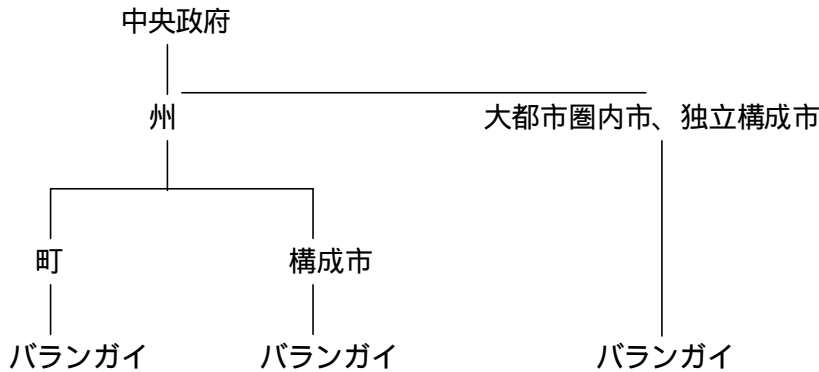 中央政府
州
大都市圏内市、独立構成市
町
構成市
バランガイ
バランガイ
バランガイ